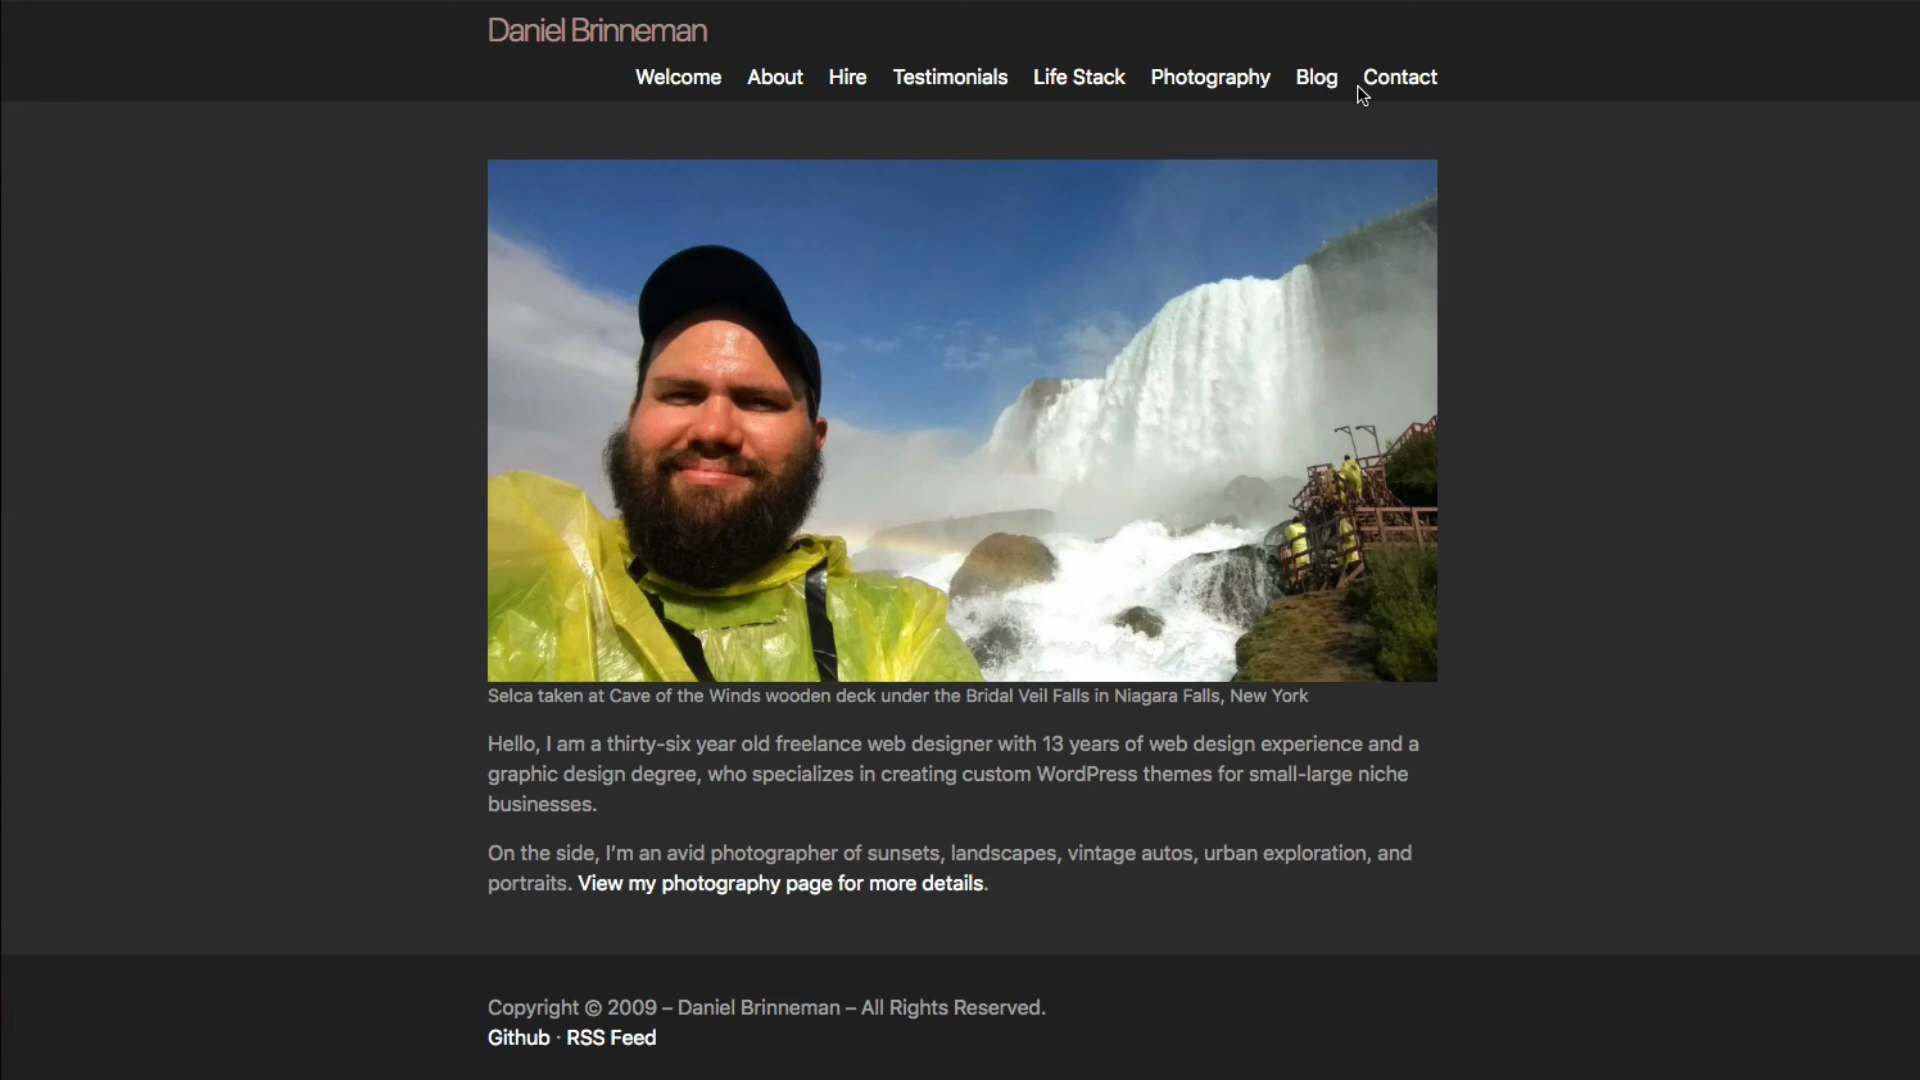 Daniel Brinneman
Welcome About Hire Testimonials Life Stack Photography Blog Contact
Selca taken at Cave of the Winds wooden deck under the Bridal Veil Falls in Niagara Falls, New York
Hello, I am a thirty-six year old freelance web designer with 13 years of web design experience and a
graphic design degree, who specializes in creating custom WordPress themes for small-large niche
businesses.
On the side, I’m an avid photographer of sunsets, landscapes, vintage autos, urban exploration, and
portraits. View my photography page for more details.
Copyright © 2009 – Daniel Brinneman – All Rights Reserved.
Github · RSS Feed